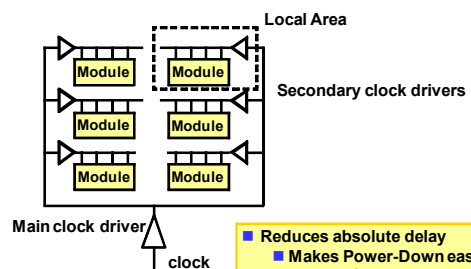 Local Area
Module Module
Secondary clock drivers
Module Module
Module Module
Main clock driver
clock
Reduces absolute delay
Makes Power-Down eas